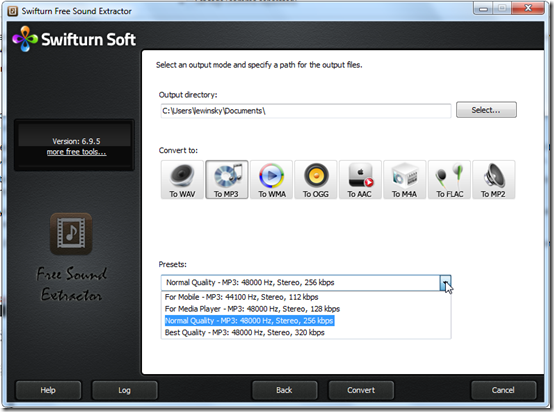 Swifturn Free Sound Extractor
Swifturn Soft
Version: 6.9.5
more free tools...
Free Sound
Extractor
Select an output mode and specify a path for the output files.
Output directory:
C:\Users\lewinsky\Documents\
Select...
Convert to:
To WAV
To MP3
To WMA
To OGG
To AAC
To M4A
To FLAC
To MP2
Presets:
Normal Quality - MP3: 48000 Hz, Stereo, 256 kbps
For Mobile - MP3: 44100 Hz, Stereo, 112 kbps
For Media Player - MP3: 48000 Hz, Stereo, 128 kbps
Normal Quality - MP3: 48000 Hz, Stereo, 256 kbps
Best Quality - MP3: 48000 Hz, Stereo, 320 kbps
Help
Log
Back
Convert
Cancel